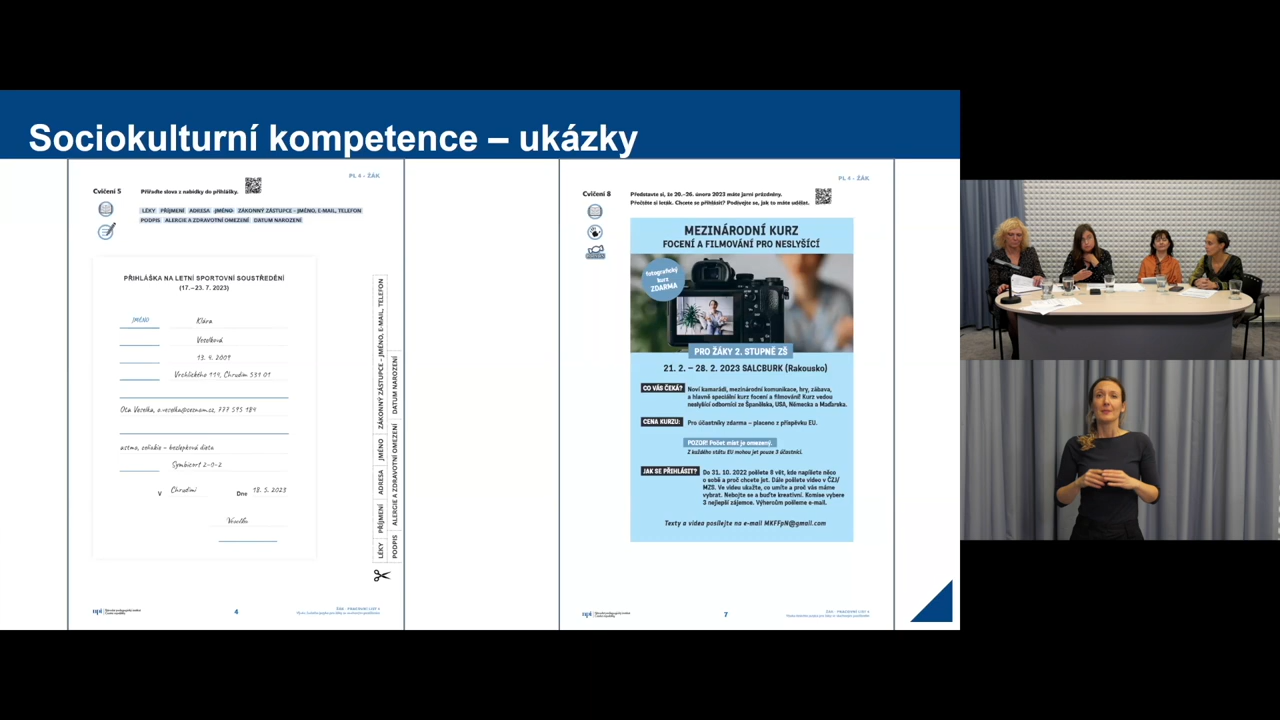 Sociokulturní kompetence – ukázky
PL 4 - ŽÁK
Cvičení 5
Přiřaďte slova z nabídky do přihlášky.
LÉKY PŘÍJMENÍ ADRESA JMÉNO ZÁKONNÝ ZÁSTUPCE – JMÉNO, E-MAIL, TELEFON
PODPIS ALERGIE A ZDRAVOTNÍ OMEZENÍ DATUM NAROZENÍ
PŘIHLÁŠKA NA LETNÍ SPORTOVNÍ SOUSTŘEDĚNÍ
(17.–23. 7. 2023)
JMÉNO Klára
Veselková
13. 4. 2009
Vrchlického 114, Chrudim 537 01
Ota Veselka, o.veselka@seznam.cz, 777 595 189
astma, celiakie – bezlepková dieta
Symbicort 2-0-2
V Chrudimi Dne 18. 5. 2023
Veselka
LÉKY PŘÍJMENÍ ADRESA JMÉNO ZÁKONNÝ ZÁSTUPCE – JMÉNO, E-MAIL, TELEFON
PODPIS ALERGIE A ZDRAVOTNÍ OMEZENÍ DATUM NAROZENÍ
npi
4
PL 4 - ŽÁK
Cvičení 8
Představte si, že 20.–26. února 2023 máte jarní prázdniny.
Přečtěte si leták. Chcete se přihlásit? Podívejte se, jak to máte udělat.
MEZINÁRODNÍ KURZ
FOCENÍ A FILMOVÁNÍ PRO NESLYŠÍCÍ
fotografický
kurz
ZDARMA
PRO ŽÁKY 2. STUPNĚ ZŠ
21. 2. – 28. 2. 2023 SALCBURK (Rakousko)
CO VÁS ČEKÁ? Noví kamarádi, mezinárodní komunikace, hry, zábava,
a hlavně speciální kurz focení a filmování! Kurz vedou
neslyšící odborníci ze Španělska, USA, Německa a Maďarska.
CENA KURZU: Pro účastníky zdarma – placeno z příspěvku EU.
POZOR! Počet míst je omezený.
Z každého státu EU mohou jet pouze 3 účastníci.
JAK SE PŘIHLÁSIT? Do 31. 10. 2022 pošlete 8 vět, kde napíšete něco
o sobě a proč chcete jet. Dále pošlete video v ČZJ/
MZS. Ve videu ukažte, co umíte a proč vás máme
vybrat. Nebojte se a buďte kreativní. Komise vybere
3 nejlepší zájemce. Výhercům pošleme e-mail.
Texty a videa posílejte na e-mail MKFFpN@gmail.com
npi
7